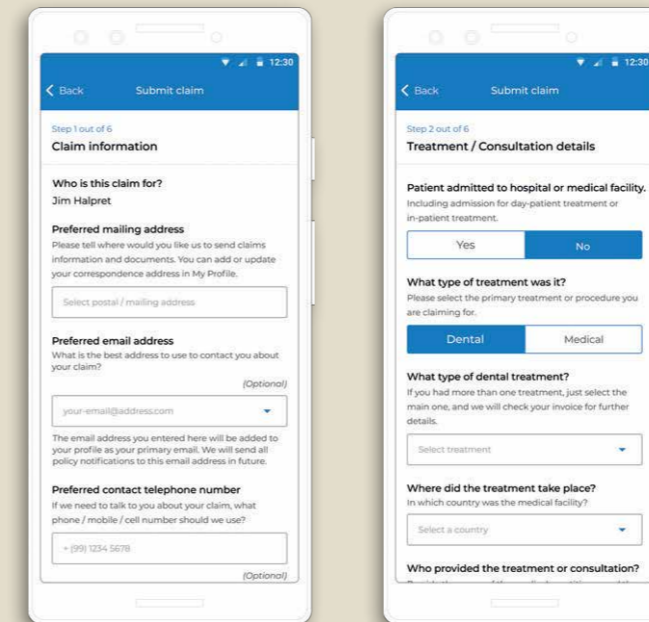 12:30
Back Submit claim
Step 1 out of 6
Claim information
Who is this claim for?
Jim Halpret
Preferred mailing address
Please tell where would you like us to send claims
information and documents. You can add or update
your correspondence address in My Profile.
Select postal / mailing address
Preferred email address
What is the best address to use to contact you about
your claim?
(Optional)
your-email@address.com
The email address you entered here will be added to
your profile as your primary email. We will send all
policy notifications to this email address in future.
Preferred contact telephone number
If we need to talk to you about your claim, what
phone / mobile / cell number should we use?
+ (99) 1234 5678
(Optional)
12:30
Back Submit claim
Step 2 out of 6
Treatment / Consultation details
Patient admitted to hospital or medical facility.
Including admission for day-patient treatment or
in-patient treatment.
Yes No
What type of treatment was it?
Please select the primary treatment or procedure you
are claiming for.
Dental Medical
What type of dental treatment?
If you had more than one treatment, just select the
main one, and we will check your invoice for further
details.
Select treatment
Where did the treatment take place?
In which country was the medical facility?
Select a country
Who provided the treatment or consultation?